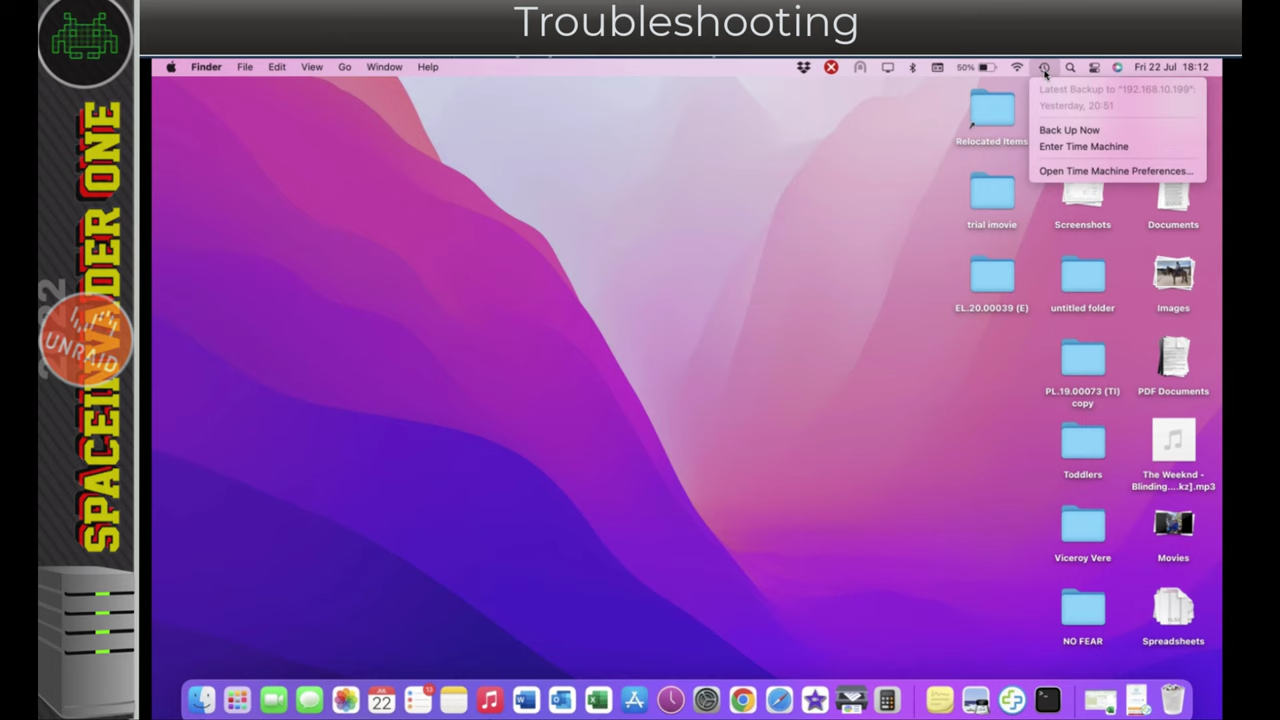 Troubleshooting
Finder File Edit View Go Window Help
50% Fri 22 Jul 18:12
Latest Backup to "192.168.10.199":
Yesterday, 20:51
Back Up Now
Enter Time Machine
Open Time Machine Preferences...
Relocated Items
trial imovie
Screenshots
Documents
EL.20.00039 (E)
untitled folder
Images
PL.19.00073 (TI)
copy
PDF Documents
Toddlers
The Weeknd -
Blinding....kz].mp3
Viceroy Vere
Movies
NO FEAR
Spreadsheets
JUL
22
13
SPACEINVADER ONE
UNRAID